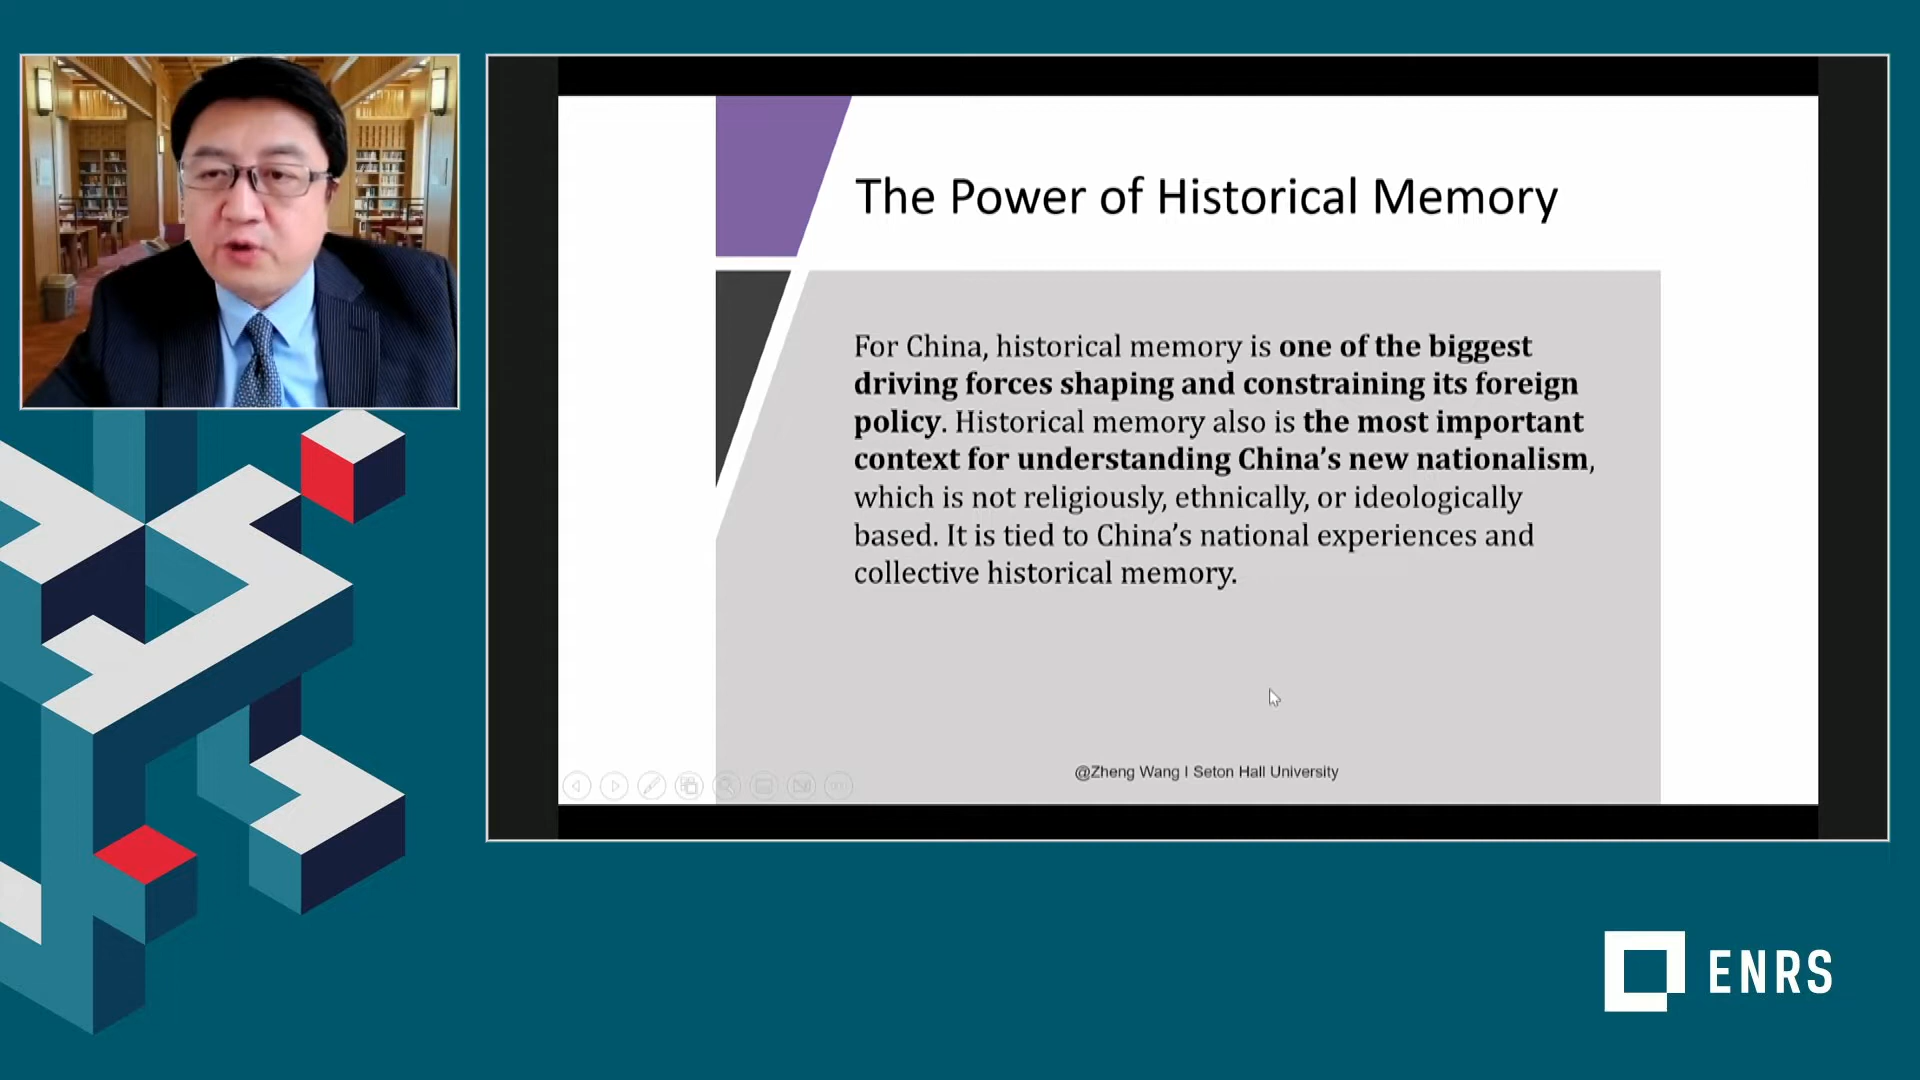 The Power of Historical Memory
For China, historical memory is one of the biggest
driving forces shaping and constraining its foreign
policy. Historical memory also is the most important
context for understanding China’s new nationalism,
which is not religiously, ethnically, or ideologically
based. It is tied to China’s national experiences and
collective historical memory.
@Zheng Wang I Seton Hall University
ENRS